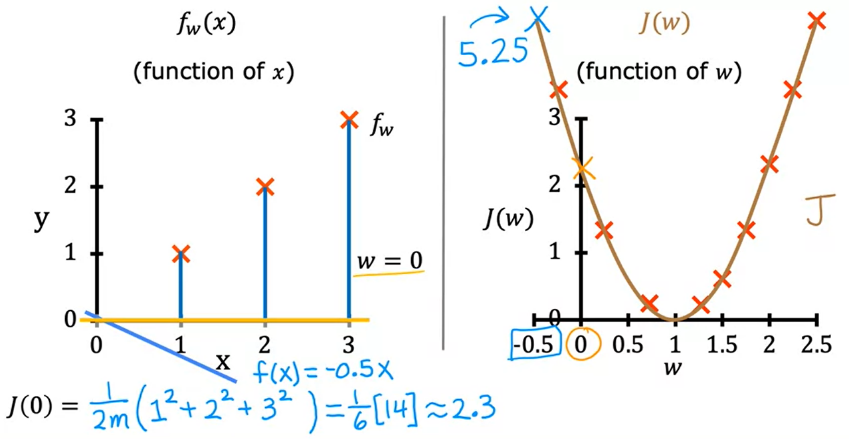 f_w(x)
(function of x)
3
2
y
1
0
0
1
2
3
x
f_w
w = 0
f(x) = -0.5x
J(0) = 1/2m (1² + 2² + 3²) = 1/6 [14] ≈ 2.3
5.25
J(w)
(function of w)
3
2
J(w)
1
0
-0.5
0
0.5
1
1.5
2
2.5
w
J